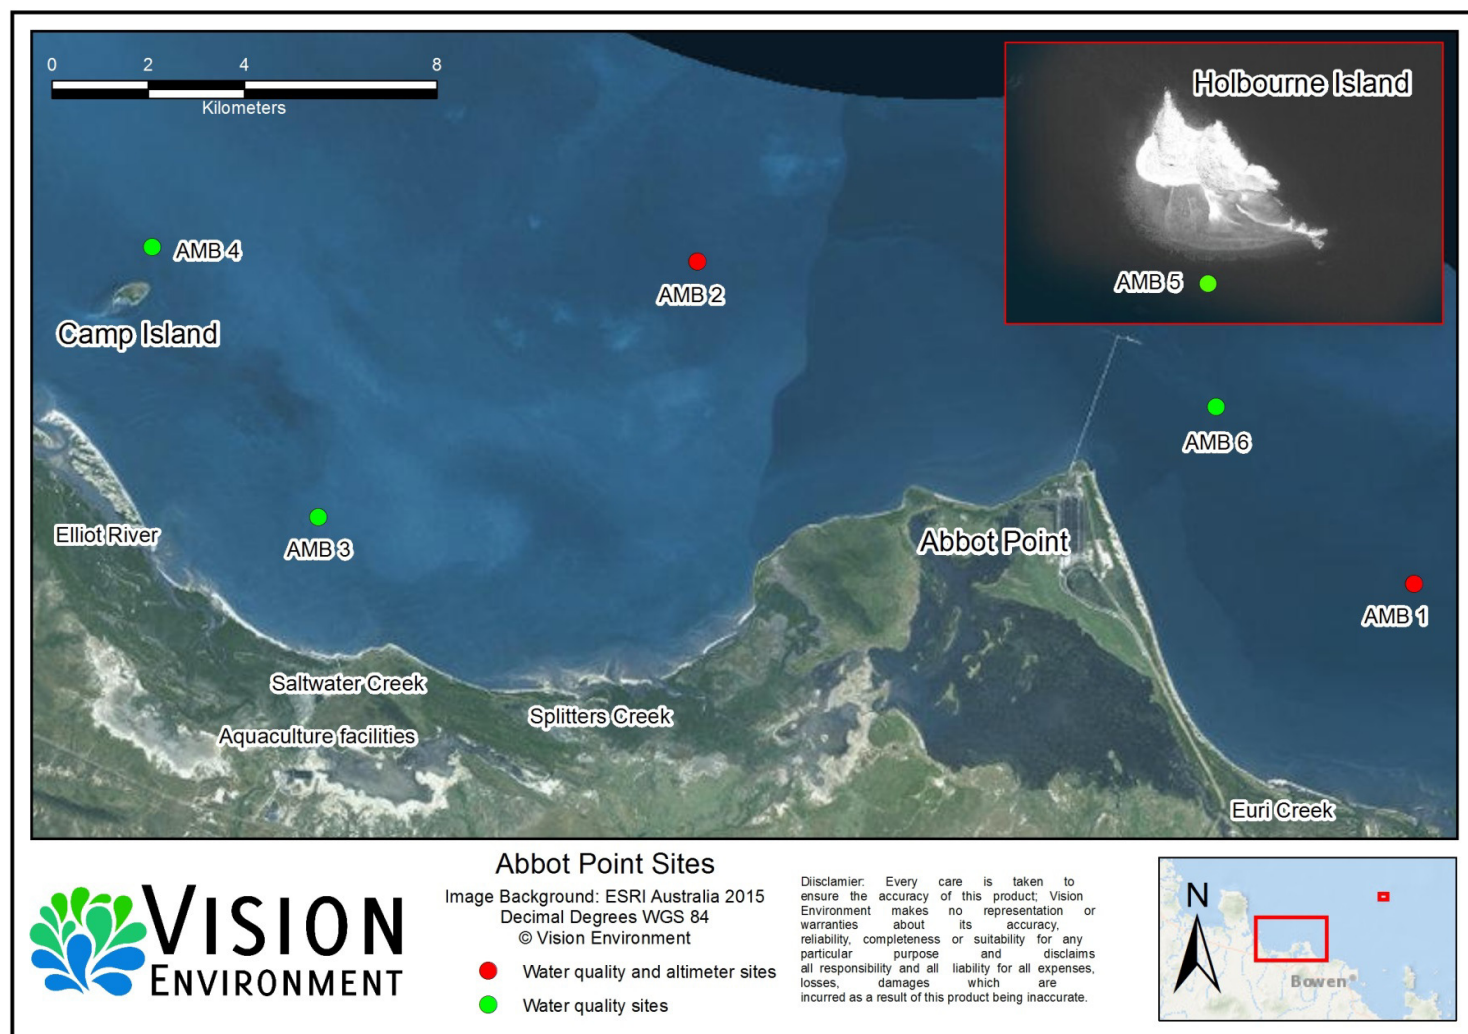 0 2 4 8
Kilometers
Holbourne Island
AMB 4
AMB 2
AMB 5
Camp Island
AMB 6
Elliot River
AMB 3
Abbot Point
AMB 1
Saltwater Creek
Splitters Creek
Aquaculture facilities
Euri Creek
VISION
ENVIRONMENT
Abbot Point Sites
Image Background: ESRI Australia 2015
Decimal Degrees WGS 84
© Vision Environment
Water quality and altimeter sites
Water quality sites
Disclamier: Every care is taken to
ensure the accuracy of this product; Vision
Environment makes no representation or
warranties about its accuracy,
reliability, completeness or suitability for any
particular purpose and disclaims
all responsibility and all liability for all expenses,
losses, damages which are
incurred as a result of this product being inaccurate.
N
Bowen